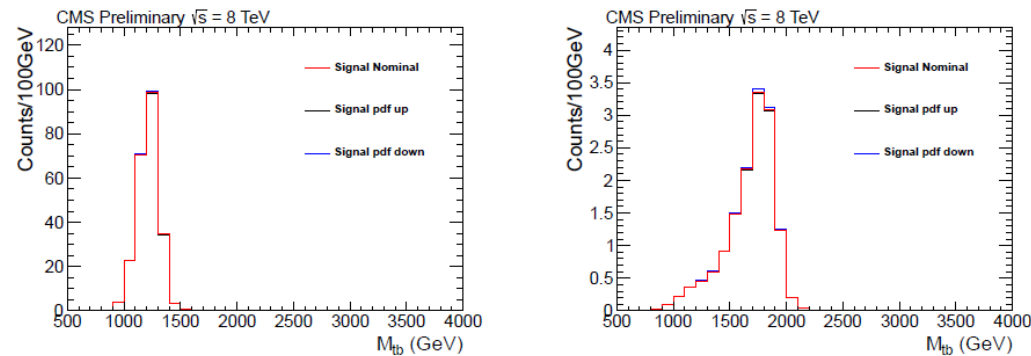 CMS Preliminary √s = 8 TeV
Counts/100GeV
120
100
80
60
40
20
0
Signal Nominal
Signal pdf up
Signal pdf down
500 1000 1500 2000 2500 3000 3500 4000
M_tb (GeV)
CMS Preliminary √s = 8 TeV
Counts/100GeV
4
3.5
3
2.5
2
1.5
1
0.5
0
Signal Nominal
Signal pdf up
Signal pdf down
500 1000 1500 2000 2500 3000 3500 4000
M_tb (GeV)